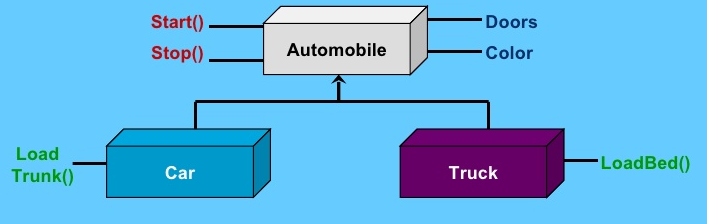 Start()
Doors
Automobile
Stop()
Color
Load
Trunk()
Car
Truck
LoadBed()